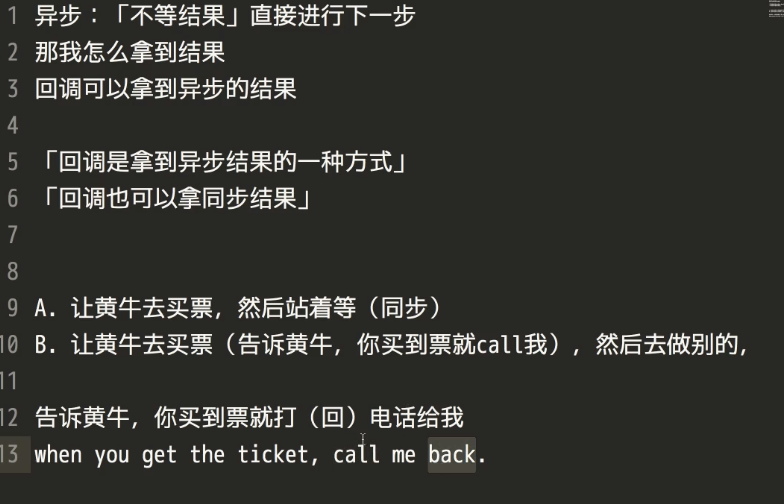 1 异步：「不等结果」直接进行下一步
2 那我怎么拿到结果
3 回调可以拿到异步的结果
4
5 「回调是拿到异步结果的一种方式」
6 「回调也可以拿同步结果」
7
8
9 A. 让黄牛去买票，然后站着等（同步）
10 B. 让黄牛去买票（告诉黄牛，你买到票就call我），然后去做别的，
11
12 告诉黄牛，你买到票就打（回）电话给我
13 when you get the ticket, call me back.